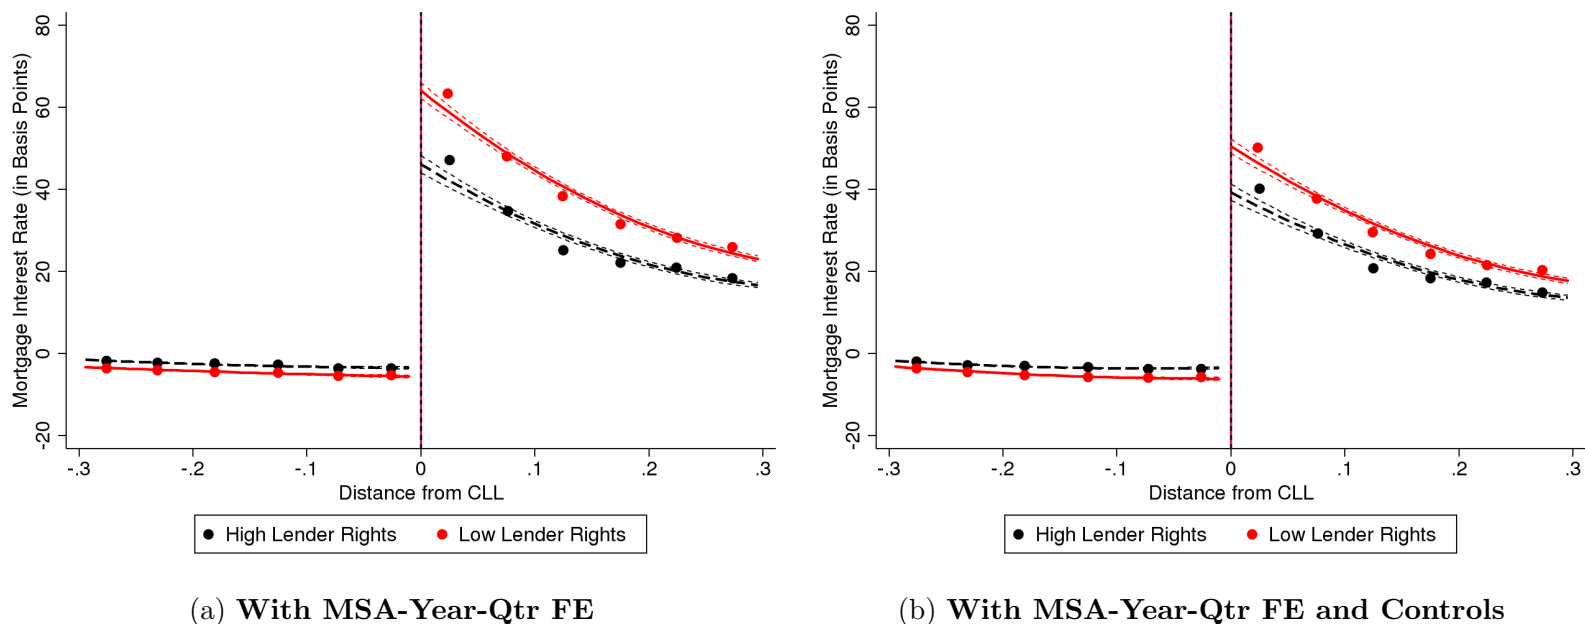 Mortgage Interest Rate (in Basis Points)
80
60
40
20
0
-20
-.3 -.2 -.1 0 .1 .2 .3
Distance from CLL
High Lender Rights Low Lender Rights
(a) With MSA-Year-Qtr FE
Mortgage Interest Rate (in Basis Points)
80
60
40
20
0
-20
-.3 -.2 -.1 0 .1 .2 .3
Distance from CLL
High Lender Rights Low Lender Rights
(b) With MSA-Year-Qtr FE and Controls